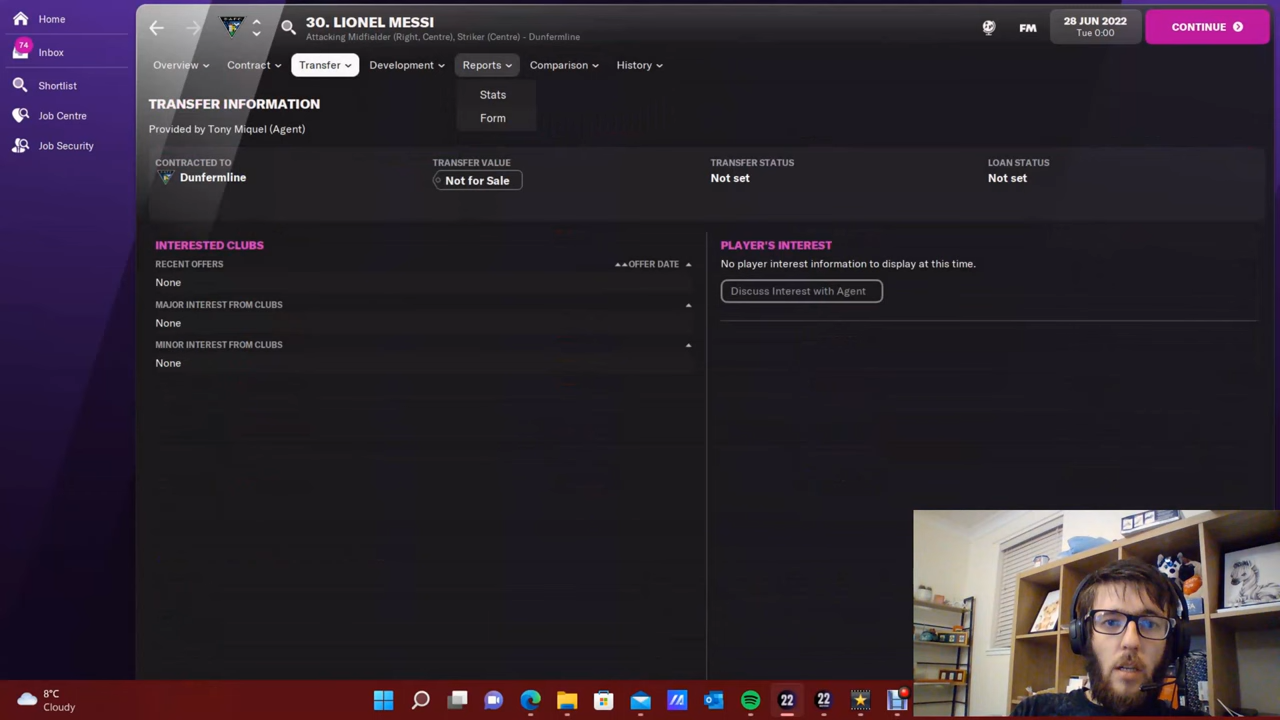 Home
74
Inbox
Shortlist
Job Centre
Job Security
30. LIONEL MESSI
Attacking Midfielder (Right, Centre), Striker (Centre) - Dunfermline
FM
28 JUN 2022
Tue 0:00
CONTINUE
Overview
Contract
Transfer
Development
Reports
Comparison
History
Stats
Form
TRANSFER INFORMATION
Provided by Tony Miquel (Agent)
CONTRACTED TO
Dunfermline
TRANSFER VALUE
Not for Sale
TRANSFER STATUS
Not set
LOAN STATUS
Not set
INTERESTED CLUBS
RECENT OFFERS
OFFER DATE
None
MAJOR INTEREST FROM CLUBS
None
MINOR INTEREST FROM CLUBS
None
PLAYER'S INTEREST
No player interest information to display at this time.
Discuss Interest with Agent
8°C
Cloudy
22
22